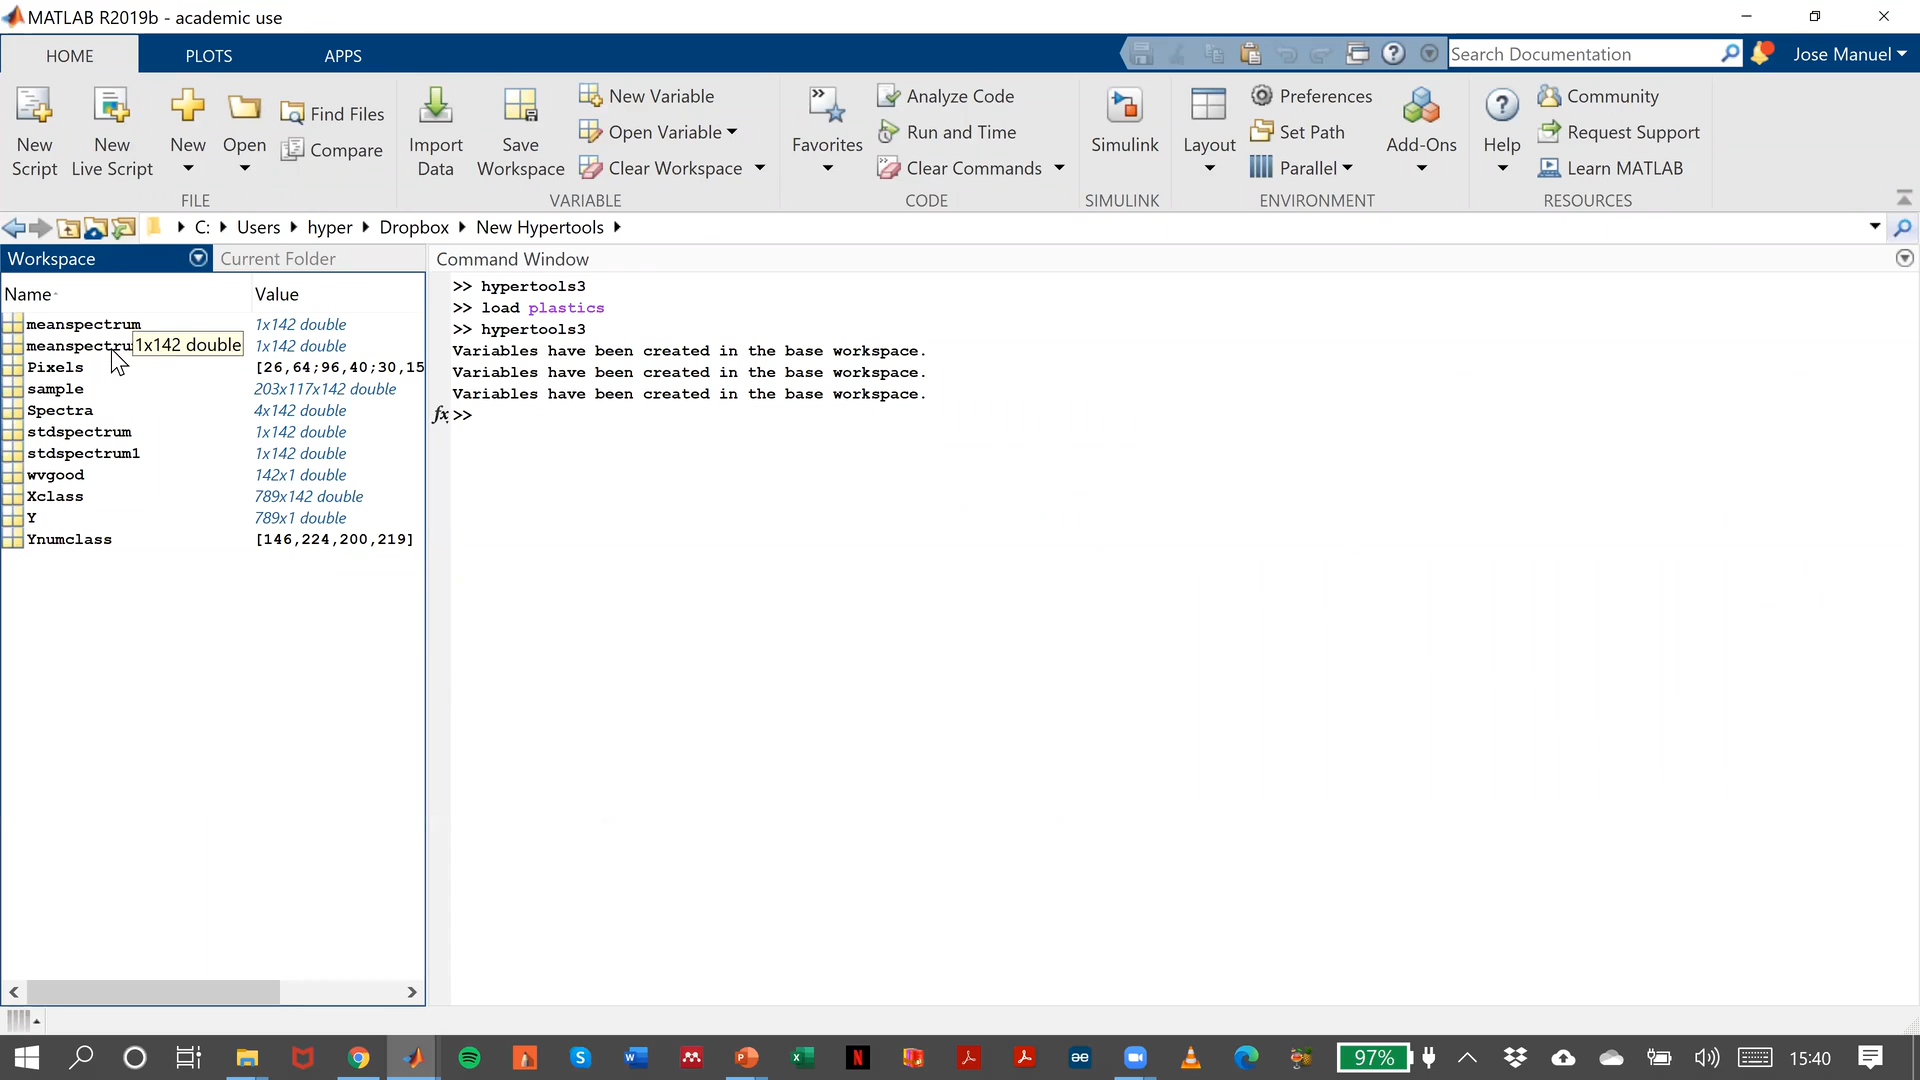 MATLAB R2019b - academic use
HOME PLOTS APPS
Search Documentation
Jose Manuel
New Script
New Live Script
New
Open
Find Files
Compare
FILE
Import Data
Save Workspace
New Variable
Open Variable
Clear Workspace
VARIABLE
Favorites
Analyze Code
Run and Time
Clear Commands
CODE
Simulink
SIMULINK
Layout
Preferences
Set Path
Parallel
Add-Ons
ENVIRONMENT
Help
Community
Request Support
Learn MATLAB
RESOURCES
C: Users hyper Dropbox New Hypertools
Workspace
Current Folder
Name Value
meanspectrum 1x142 double
meanspectru 1x142 double
1x142 double
Pixels [26,64;96,40;30,15
sample 203x117x142 double
Spectra 4x142 double
stdspectrum 1x142 double
stdspectrum1 1x142 double
wvgood 142x1 double
Xclass 789x142 double
Y 789x1 double
Ynumclass [146,224,200,219]
Command Window
>> hypertools3
>> load plastics
>> hypertools3
Variables have been created in the base workspace.
Variables have been created in the base workspace.
Variables have been created in the base workspace.
fx >>
97%
15:40